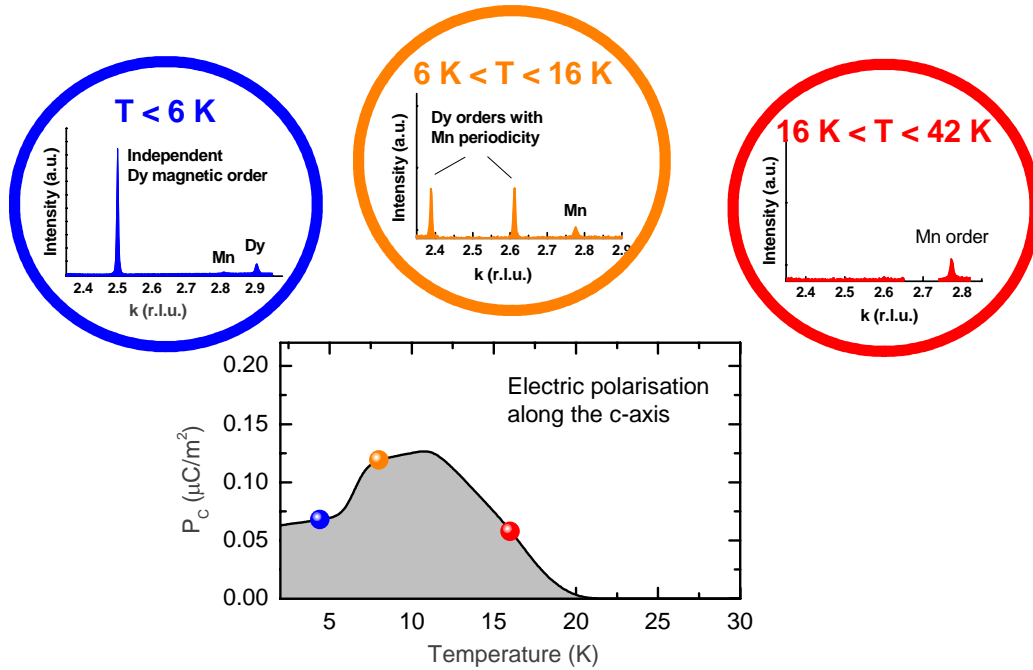 T < 6 K
Intensity (a.u.)
Independent
Dy magnetic order
Mn
Dy
2.4 2.5 2.6 2.7 2.8 2.9
k (r.l.u.)
6 K < T < 16 K
Intensity (a.u.)
Dy orders with
Mn periodicity
Mn
2.4 2.5 2.6 2.7 2.8 2.9
k (r.l.u.)
16 K < T < 42 K
Intensity (a.u.)
Mn order
2.4 2.5 2.6 2.7 2.8
k (r.l.u.)
Electric polarisation
along the c-axis
P_C (μC/m²)
0.20
0.15
0.10
0.05
0.00
5 10 15 20 25 30
Temperature (K)